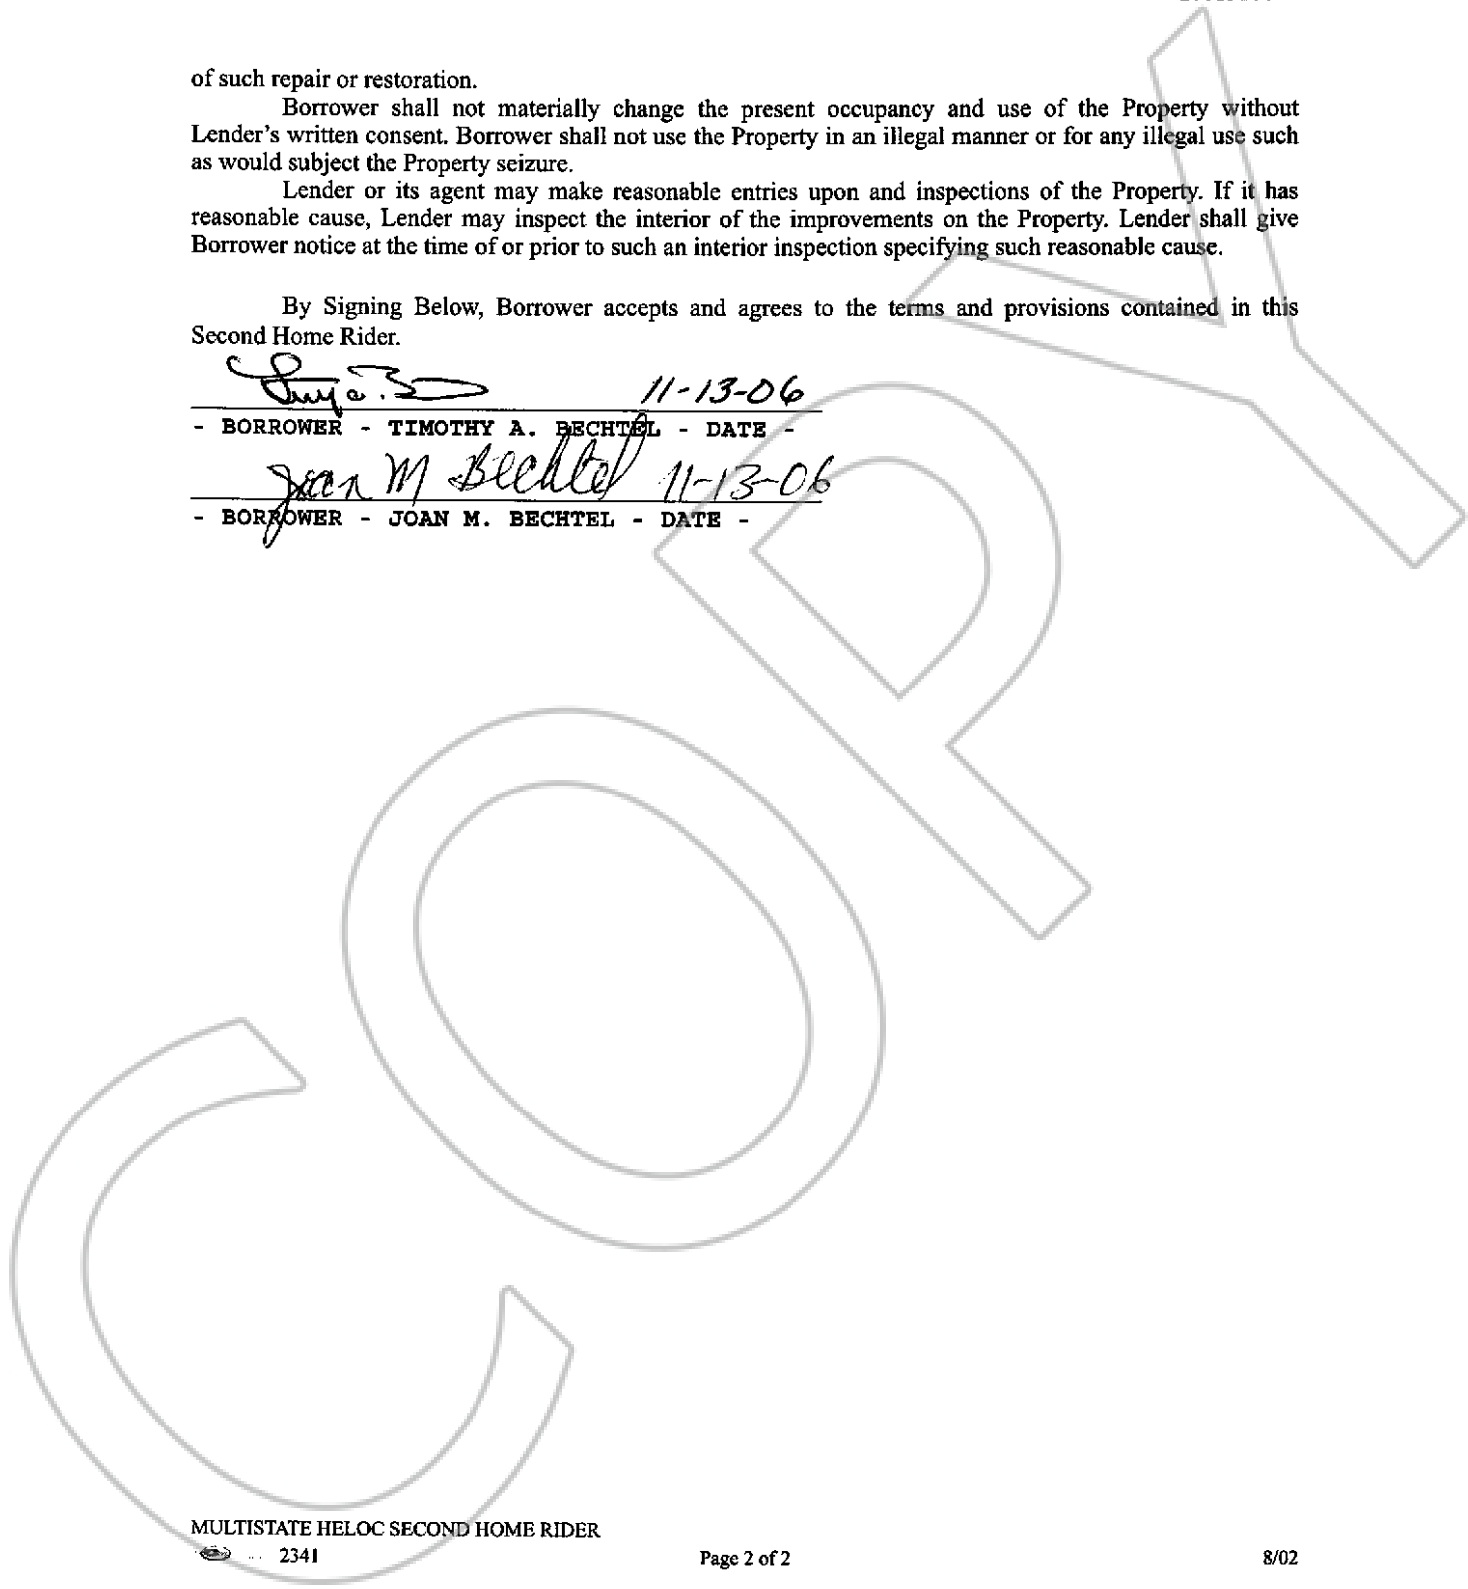 of such repair or restoration.
Borrower shall not materially change the present occupancy and use of the Property without
Lender's written consent. Borrower shall not use the Property in an illegal manner or for any illegal use such
as would subject the Property seizure.
Lender or its agent may make reasonable entries upon and inspections of the Property. If it has
reasonable cause, Lender may inspect the interior of the improvements on the Property. Lender shall give
Borrower notice at the time of or prior to such an interior inspection specifying such reasonable cause.
By Signing Below, Borrower accepts and agrees to the terms and provisions contained in this
Second Home Rider.
11-13-06
- BORROWER - TIMOTHY A. BECHTEL - DATE -
Joan M Bechtel 11-13-06
- BORROWER - JOAN M. BECHTEL - DATE -
COPY
MULTISTATE HELOC SECOND HOME RIDER
2341 Page 2 of 2 8/02